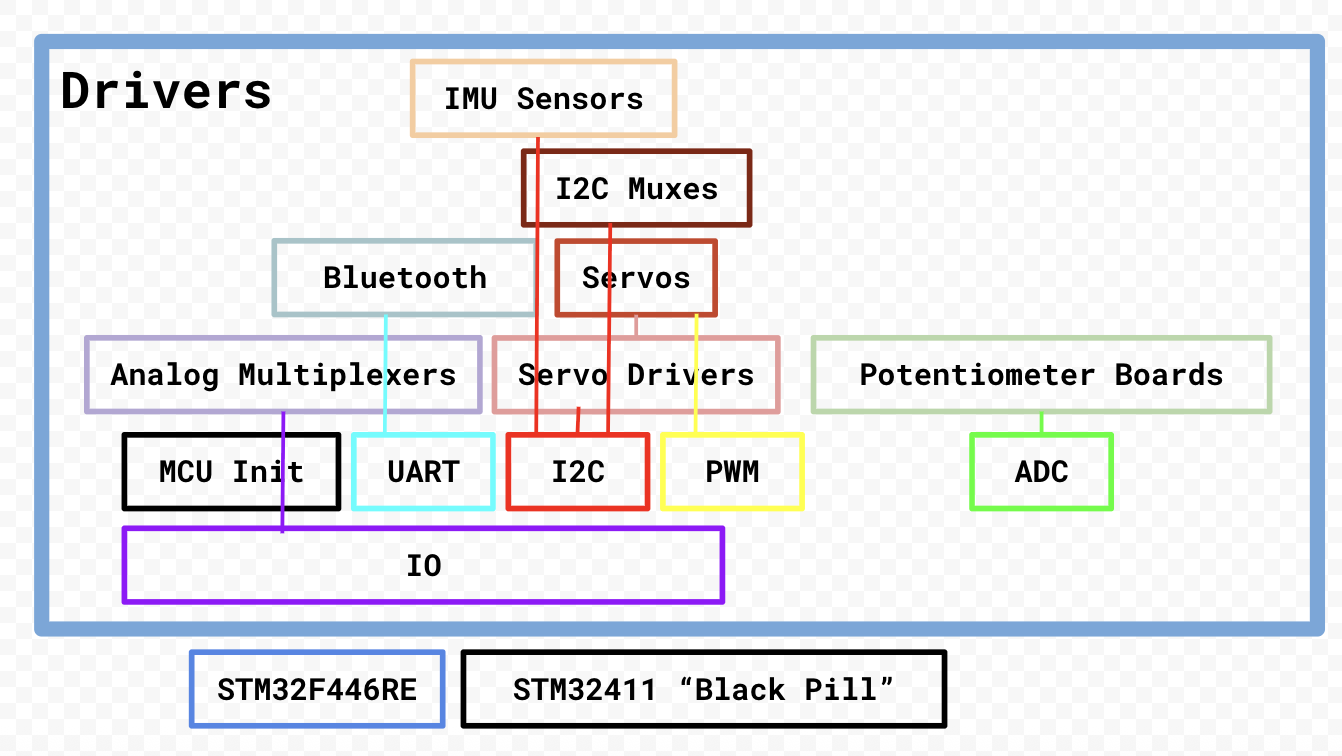 Drivers
IMU Sensors
I2C Muxes
Bluetooth
Servos
Analog Multiplexers
Servo Drivers
Potentiometer Boards
MCU Init
UART
I2C
PWM
ADC
IO
STM32F446RE
STM32411 “Black Pill”